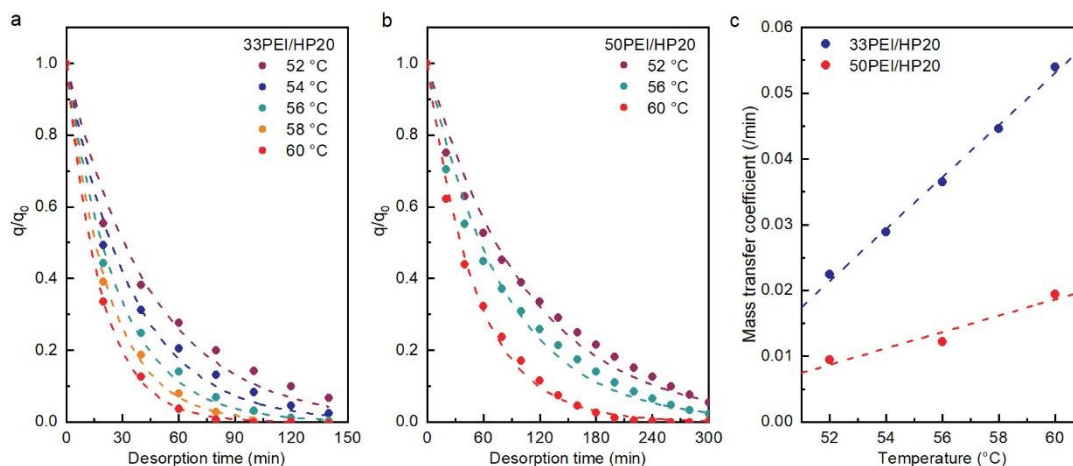 a
33PEI/HP20
52 °C
54 °C
56 °C
58 °C
60 °C
1.0
0.8
0.6
0.4
0.2
0.0
q/q0
0 30 60 90 120 150
Desorption time (min)
b
50PEI/HP20
52 °C
56 °C
60 °C
1.0
0.8
0.6
0.4
0.2
0.0
q/q0
0 60 120 180 240 300
Desorption time (min)
c
33PEI/HP20
50PEI/HP20
0.06
0.05
0.04
0.03
0.02
0.01
0.00
Mass transfer coefficient (/min)
52 54 56 58 60
Temperature (°C)